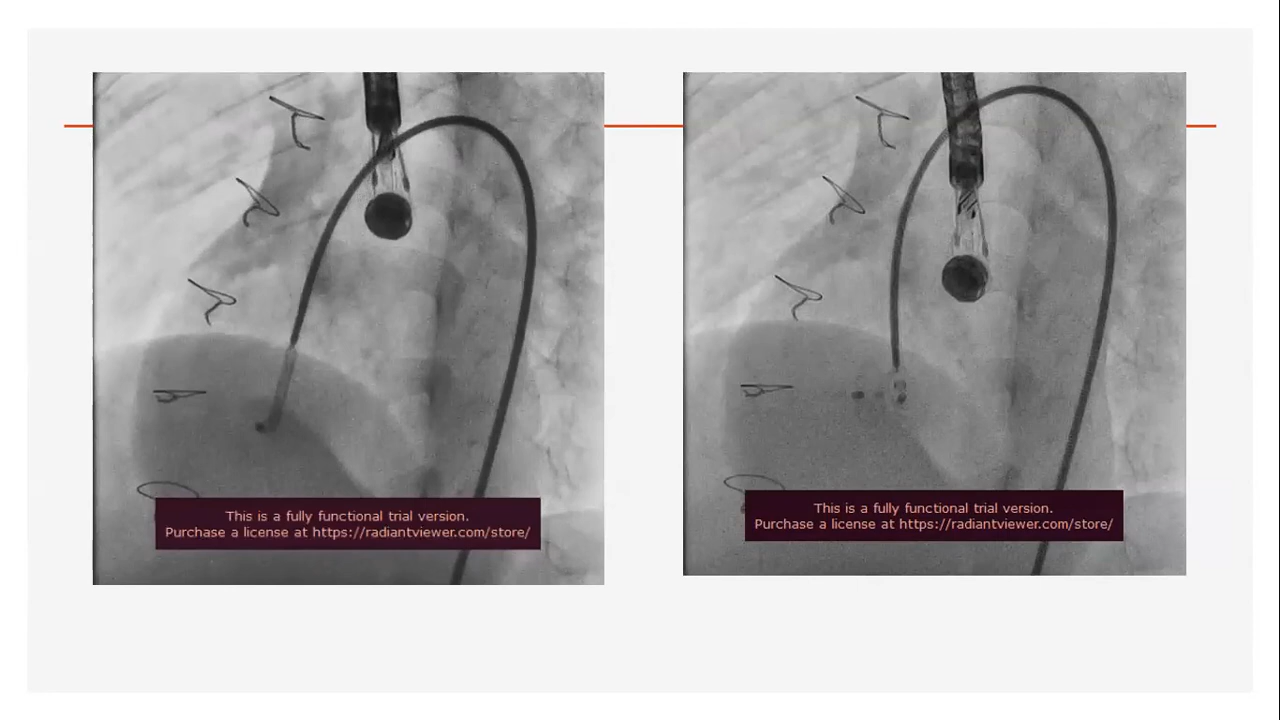 This is a fully functional trial version.
Purchase a license at https://radiantviewer.com/store/
This is a fully functional trial version.
Purchase a license at https://radiantviewer.com/store/